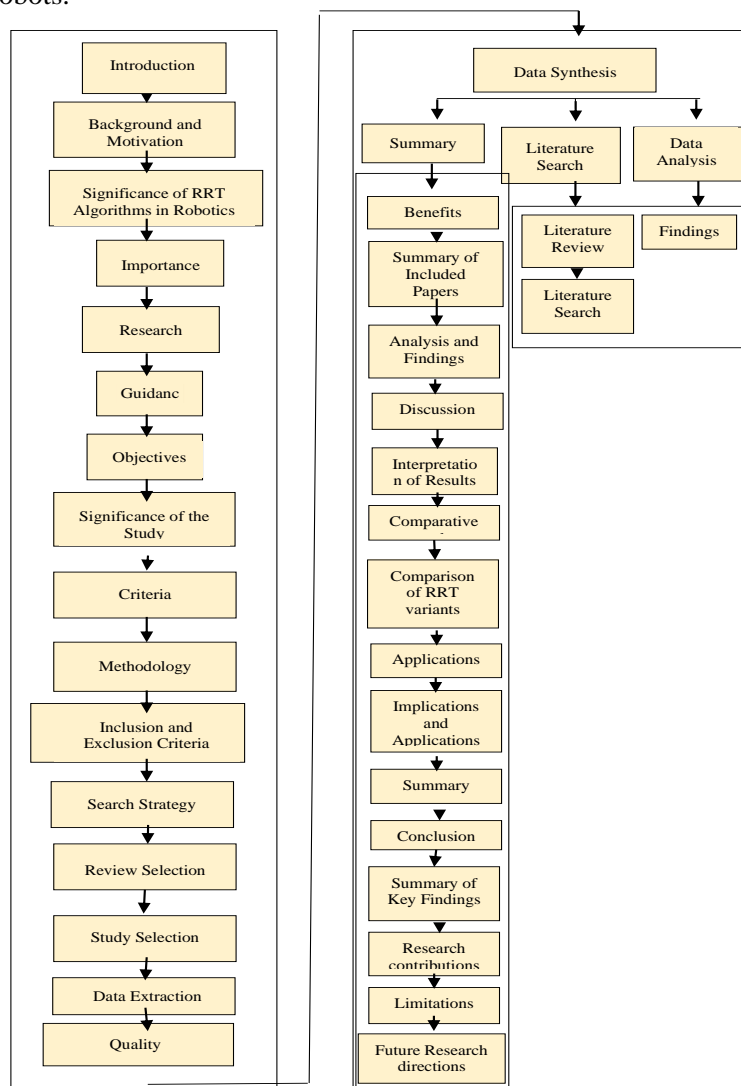 obots.
Introduction
Background and
Motivation
Significance of RRT
Algorithms in Robotics
Importance
Research
Guidanc
Objectives
Significance of the
Study
Criteria
Methodology
Inclusion and
Exclusion Criteria
Search Strategy
Review Selection
Study Selection
Data Extraction
Quality
Data Synthesis
Summary
Benefits
Summary of
Included
Papers
Analysis and
Findings
Discussion
Interpretatio
n of Results
Comparative
Comparison
of RRT
variants
Applications
Implications
and
Applications
Summary
Conclusion
Summary of
Key Findings
Research
contributions
Limitations
Future Research
directions
Literature
Search
Literature
Review
Literature
Search
Data
Analysis
Findings